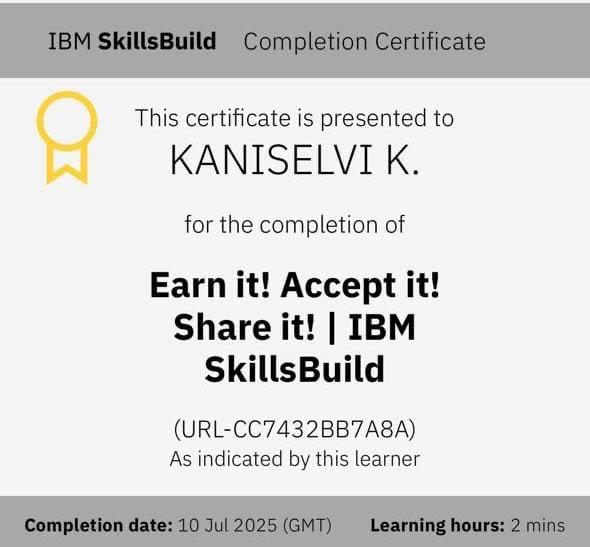 IBM SkillsBuild Completion Certificate
This certificate is presented to
KANISELVI K.
for the completion of
Earn it! Accept it!
Share it! | IBM
SkillsBuild
(URL-CC7432BB7A8A)
As indicated by this learner
Completion date: 10 Jul 2025 (GMT) Learning hours: 2 mins